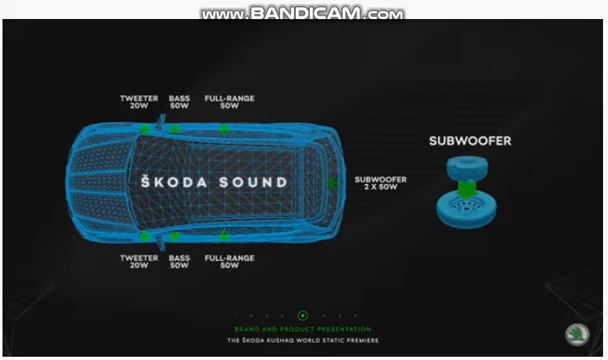 www.BANDICAM.com
TWEETER
20W
BASS
50W
FULL-RANGE
50W
SUBWOOFER
ŠKODA SOUND
SUBWOOFER
2 X 50W
TWEETER
20W
BASS
50W
FULL-RANGE
50W
BRAND AND PRODUCT PRESENTATION
THE ŠKODA KUSHAQ WORLD STATIC PREMIERE